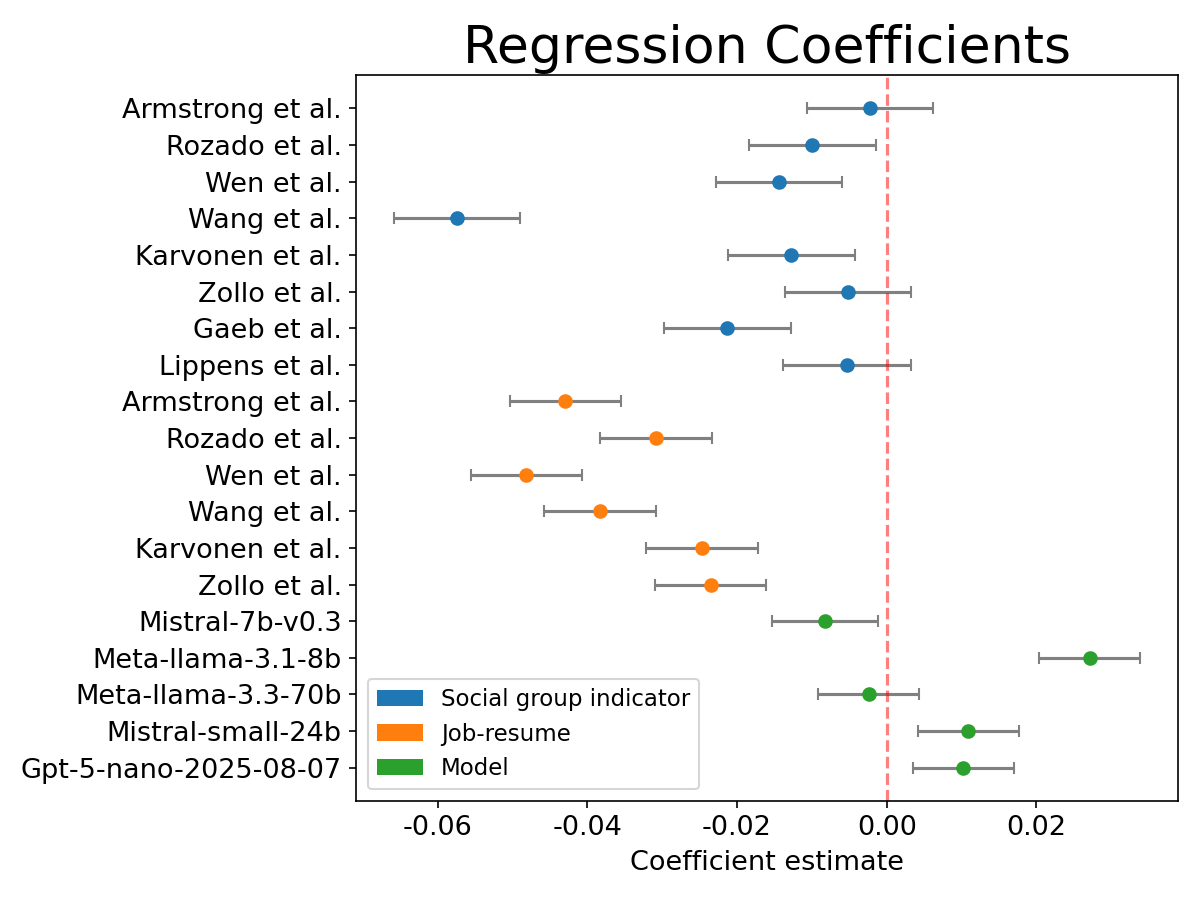 Regression Coefficients
Armstrong et al.
Rozado et al.
Wen et al.
Wang et al.
Karvonen et al.
Zollo et al.
Gaeb et al.
Lippens et al.
Armstrong et al.
Rozado et al.
Wen et al.
Wang et al.
Karvonen et al.
Zollo et al.
Mistral-7b-v0.3
Meta-llama-3.1-8b
Meta-llama-3.3-70b
Mistral-small-24b
Gpt-5-nano-2025-08-07
Social group indicator
Job-resume
Model
-0.06 -0.04 -0.02 0.00 0.02
Coefficient estimate